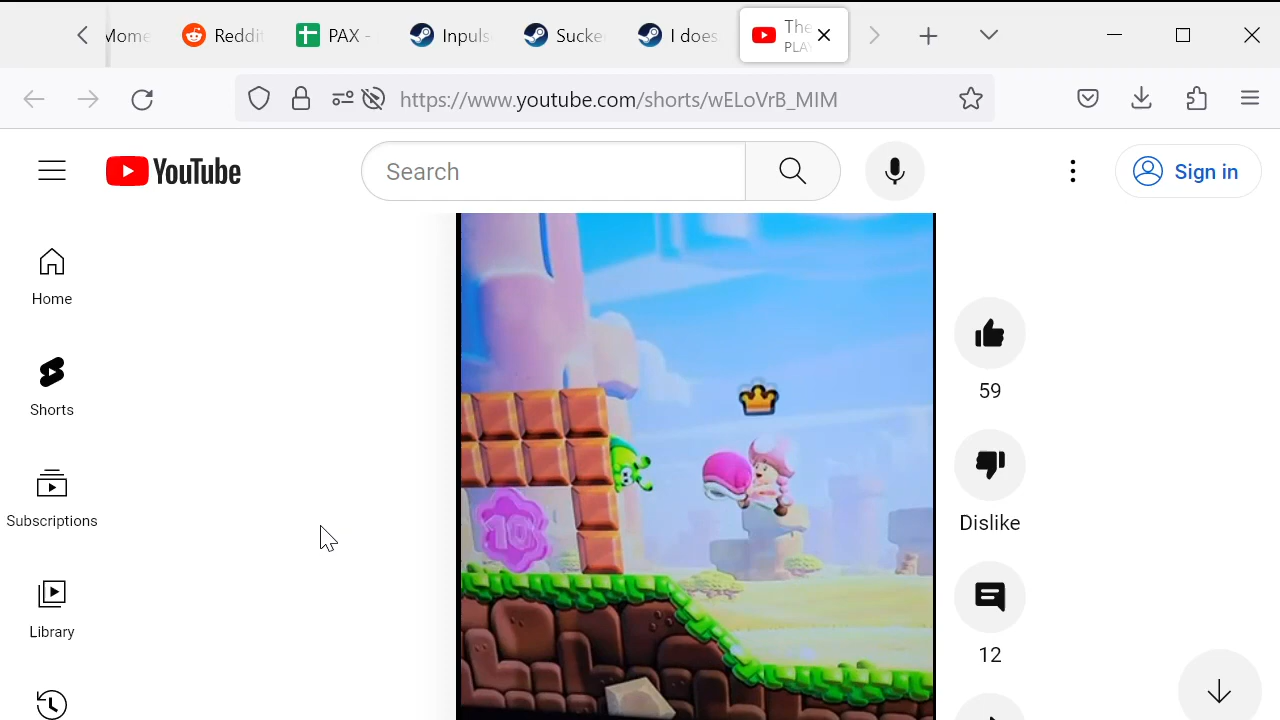 Mome
Reddit
PAX -
Inpuls
Sucke
I does
The
PLA
https://www.youtube.com/shorts/wELoVrB_MIM
YouTube
Search
Sign in
Home
Shorts
Subscriptions
Library
10
59
Dislike
12